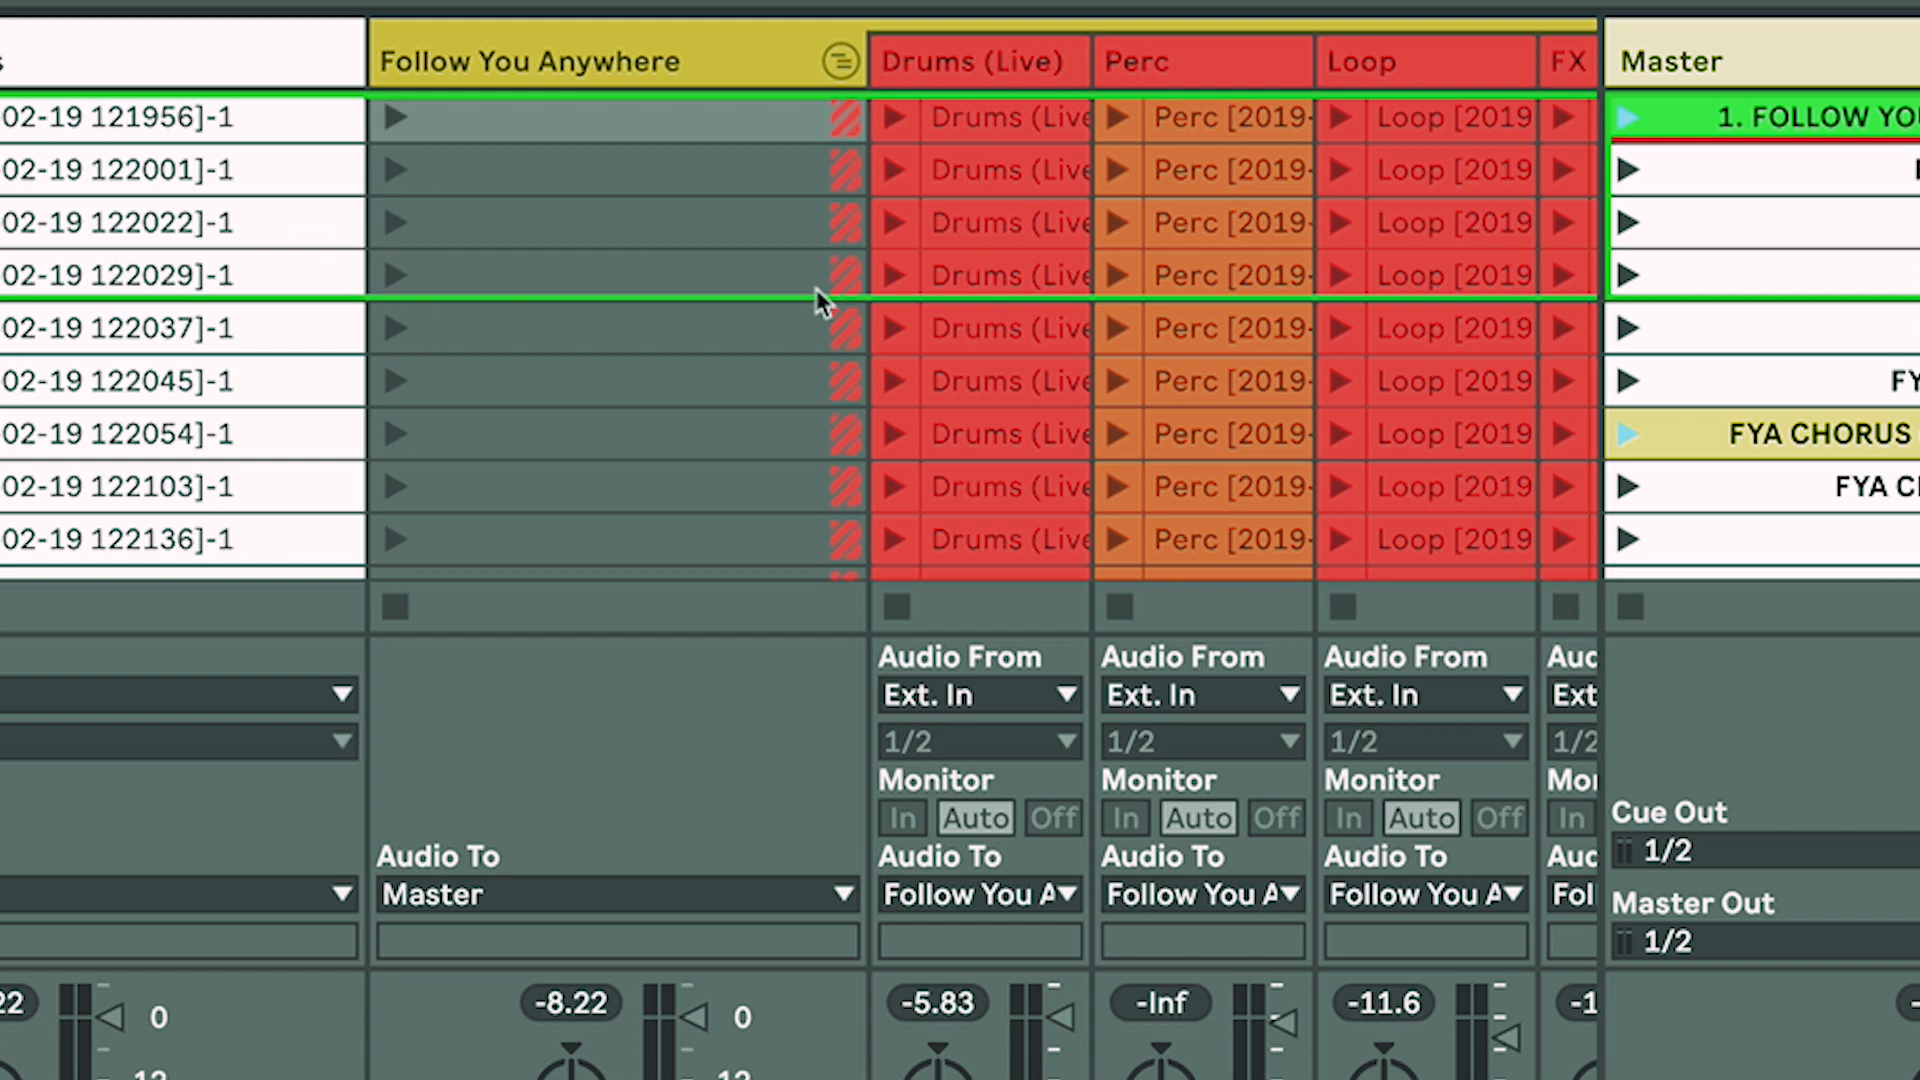 s Follow You Anywhere Drums (Live) Perc Loop FX Master
02-19 121956]-1 Drums (Live Perc [2019- Loop [2019 1. FOLLOW YOU
02-19 122001]-1 Drums (Live Perc [2019- Loop [2019
02-19 122022]-1 Drums (Live Perc [2019- Loop [2019
02-19 122029]-1 Drums (Live Perc [2019- Loop [2019
02-19 122037]-1 Drums (Live Perc [2019- Loop [2019
02-19 122045]-1 Drums (Live Perc [2019- Loop [2019 FY
02-19 122054]-1 Drums (Live Perc [2019- Loop [2019 FYA CHORUS
02-19 122103]-1 Drums (Live Perc [2019- Loop [2019 FYA C
02-19 122136]-1 Drums (Live Perc [2019- Loop [2019
Audio From Audio From Audio From Auc
Ext. In Ext. In Ext. In Ext
1/2 1/2 1/2 1/2
Monitor Monitor Monitor Mo
In Auto Off In Auto Off In Auto Off In
Cue Out
1/2
Audio To Audio To Audio To Audio To Auc
Master Follow You A Follow You A Follow You A Fol
Master Out
1/2
22 0 -8.22 0 -5.83 -Inf -11.6 -1
12 12